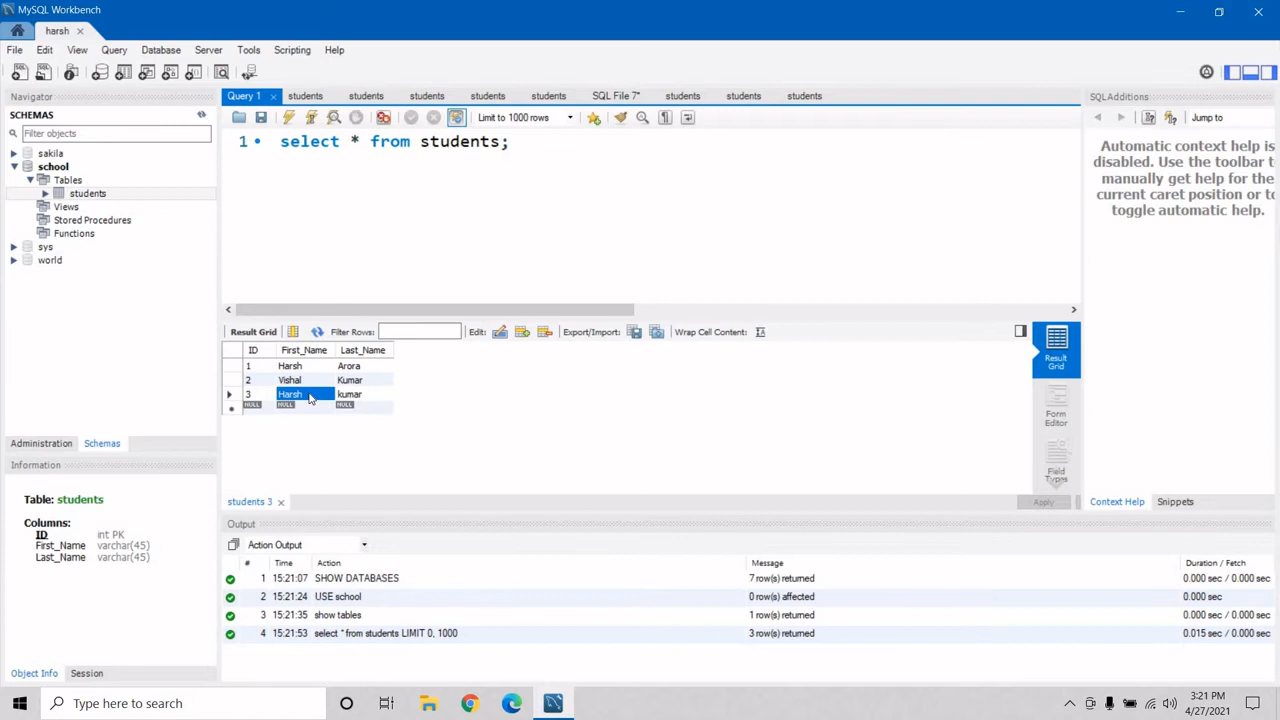 MySQL Workbench
harsh
File Edit View Query Database Server Tools Scripting Help
Navigator
SCHEMAS
Filter objects
sakila
school
Tables
students
Views
Stored Procedures
Functions
sys
world
Administration Schemas
Information
Table: students
Columns:
ID int PK
First_Name varchar(45)
Last_Name varchar(45)
Object Info Session
Query 1 students students students students students SQL File 7* students students students
Limit to 1000 rows
1 select * from students;
Result Grid Filter Rows: Edit: Export/Import: Wrap Cell Content:
ID First_Name Last_Name
1 Harsh Arora
2 Vishal Kumar
3 Harsh kumar
NULL NULL NULL
Result
Grid
Form
Editor
Field
Types
students 3 Apply
SQLAdditions
Jump to
Automatic context help is
disabled. Use the toolbar t
manually get help for the
current caret position or to
toggle automatic help.
Context Help Snippets
Output
Action Output
# Time Action Message Duration / Fetch
1 15:21:07 SHOW DATABASES 7 row(s) returned 0.000 sec / 0.000 sec
2 15:21:24 USE school 0 row(s) affected 0.000 sec
3 15:21:35 show tables 1 row(s) returned 0.000 sec / 0.000 sec
4 15:21:53 select * from students LIMIT 0, 1000 3 row(s) returned 0.015 sec / 0.000 sec
Type here to search
3:21 PM
4/27/2021